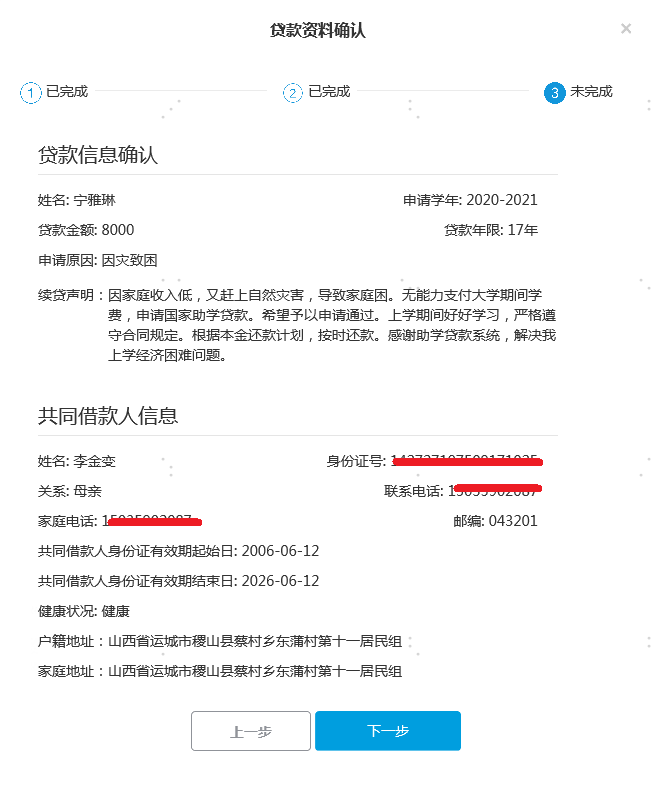 贷款资料确认
×
1 已完成 2 已完成 3 未完成
贷款信息确认
姓名: 宁雅琳 申请学年: 2020-2021
贷款金额: 8000 贷款年限: 17年
申请原因: 因灾致困
续贷声明：因家庭收入低，又赶上自然灾害，导致家庭困。无能力支付大学期间学
费，申请国家助学贷款。希望予以申请通过。上学期间好好学习，严格遵
守合同规定。根据本金还款计划，按时还款。感谢助学贷款系统，解决我
上学经济困难问题。
共同借款人信息
姓名: 李金变 身份证号:
关系: 母亲 联系电话:
家庭电话: 邮编: 043201
共同借款人身份证有效期起始日: 2006-06-12
共同借款人身份证有效期结束日: 2026-06-12
健康状况: 健康
户籍地址：山西省运城市稷山县蔡村乡东蒲村第十一居民组
家庭地址：山西省运城市稷山县蔡村乡东蒲村第十一居民组
上一步 下一步